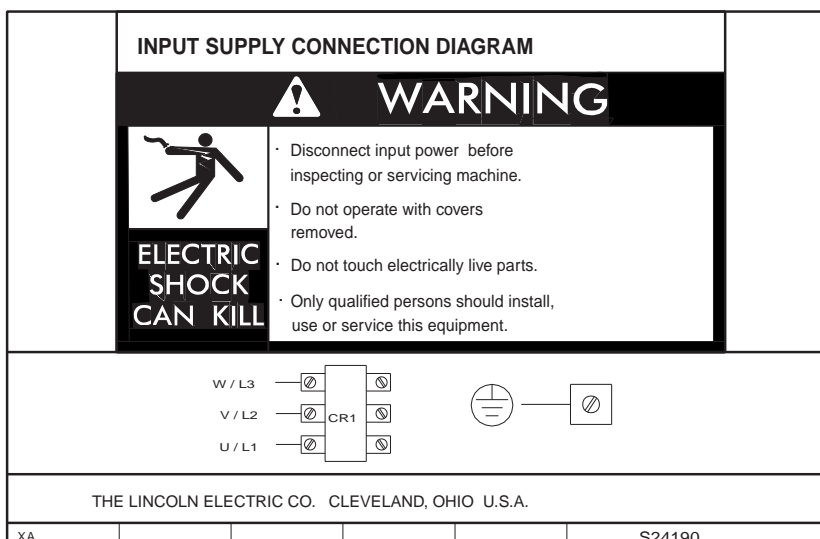 INPUT SUPPLY CONNECTION DIAGRAM
WARNING
ELECTRIC
SHOCK
CAN KILL
· Disconnect input power before
inspecting or servicing machine.
· Do not operate with covers
removed.
· Do not touch electrically live parts.
· Only qualified persons should install,
use or service this equipment.
W / L3
V / L2
CR1
U / L1
THE LINCOLN ELECTRIC CO. CLEVELAND, OHIO U.S.A.
XA
S24190